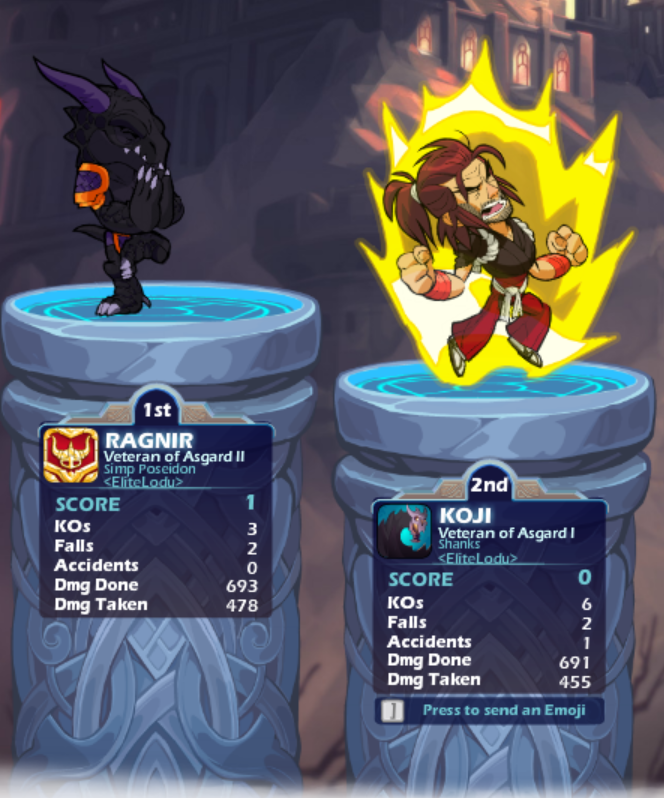 1st
RAGNIR
Veteran of Asgard II
Simp Poseidon
<EliteLodu>
SCORE 1
KOs 3
Falls 2
Accidents 0
Dmg Done 693
Dmg Taken 478
2nd
KOJI
Veteran of Asgard I
Shanks
<EliteLodu>
SCORE 0
KOs 6
Falls 2
Accidents 1
Dmg Done 691
Dmg Taken 455
J Press to send an Emoji